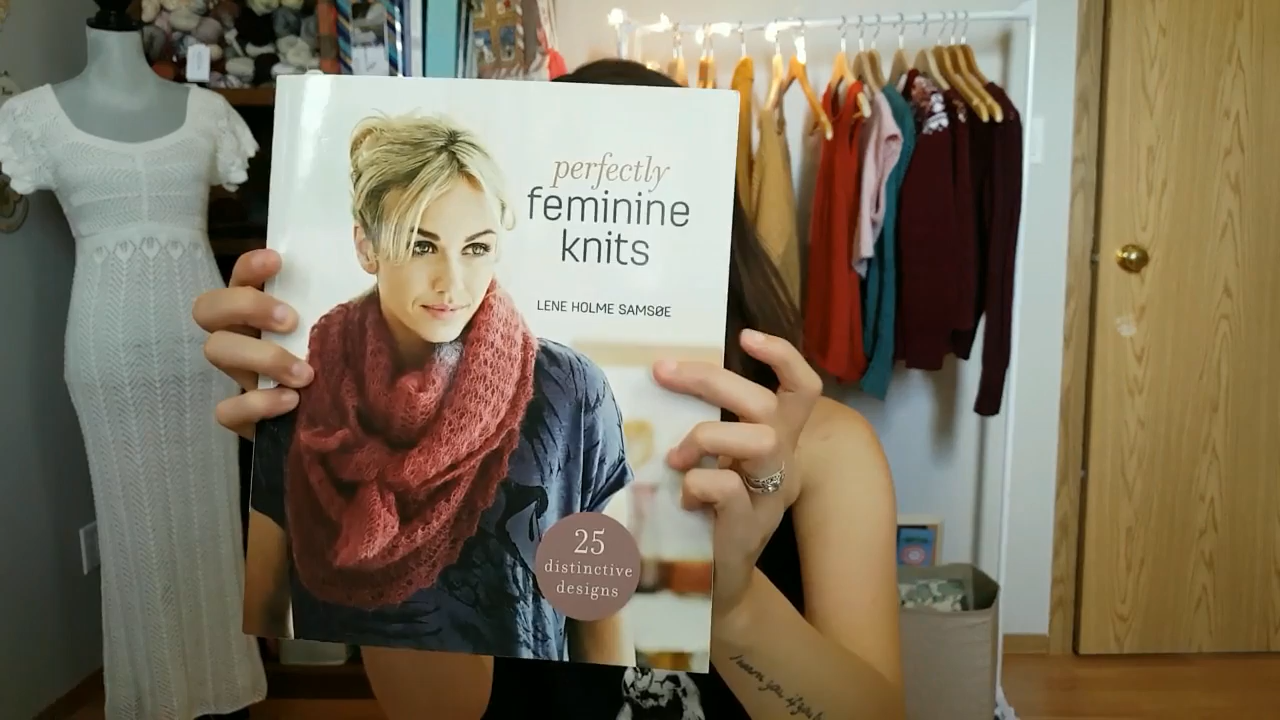 perfectly
feminine
knits
LENE HOLME SAMSØE
25
distinctive
designs